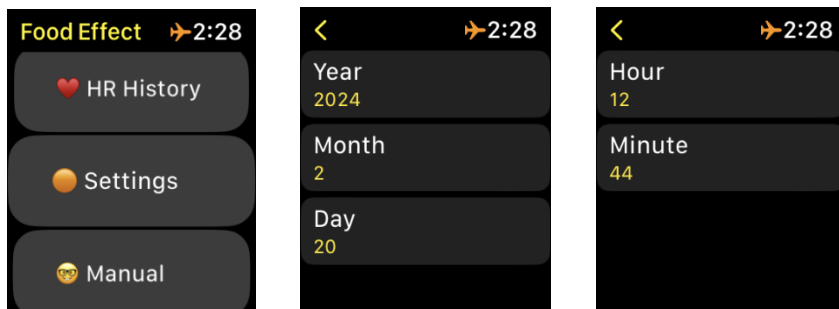 Food Effect 2:28
HR History
Settings
Manual
2:28
Year
2024
Month
2
Day
20
2:28
Hour
12
Minute
44